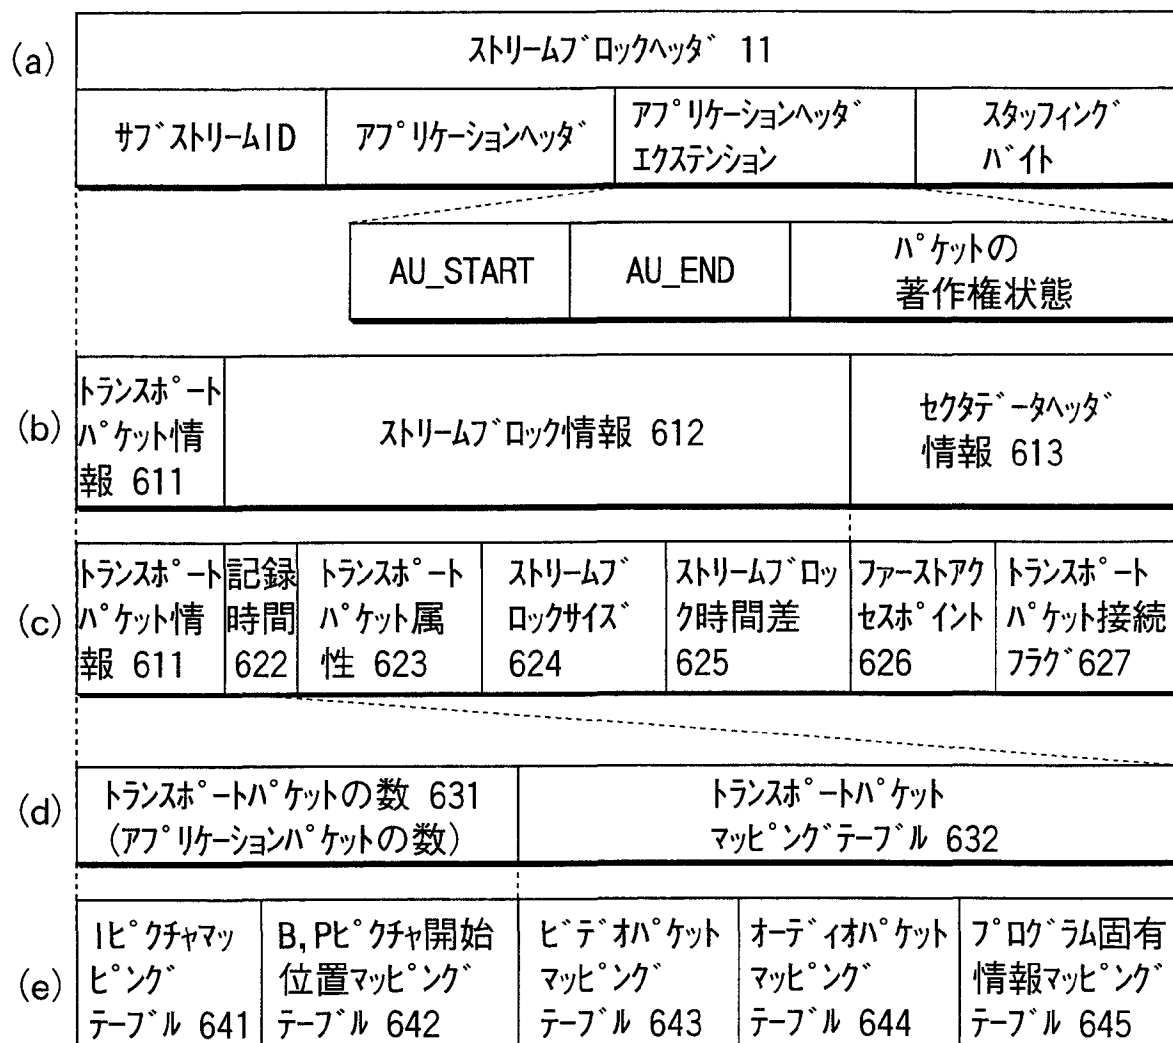 (a)
ストリームブロックヘッダ 11
サブストリームID
アプリケーションヘッダ
アプリケーションヘッダ
エクステンション
スタッフィング
バイト
AU_START
AU_END
パケットの
著作権状態
(b)
トランスポート
パケット情
報 611
ストリームブロック情報 612
セクタデータヘッダ
情報 613
(c)
トランスポート
パケット情
報 611
記録
時間
622
トランスポート
パケット属
性 623
ストリームブ
ロックサイズ
624
ストリームブロッ
ク時間差
625
ファーストアク
セスポイント
626
トランスポート
パケット接続
フラグ 627
(d)
トランスポートパケットの数 631
(アプリケーションパケットの数)
トランスポートパケット
マッピングテーブル 632
(e)
Iピクチャマッ
ピング
テーブル 641
B,Pピクチャ開始
位置マッピング
テーブル 642
ビデオパケット
マッピング
テーブル 643
オーディオパケット
マッピング
テーブル 644
プログラム固有
情報マッピング
テーブル 645